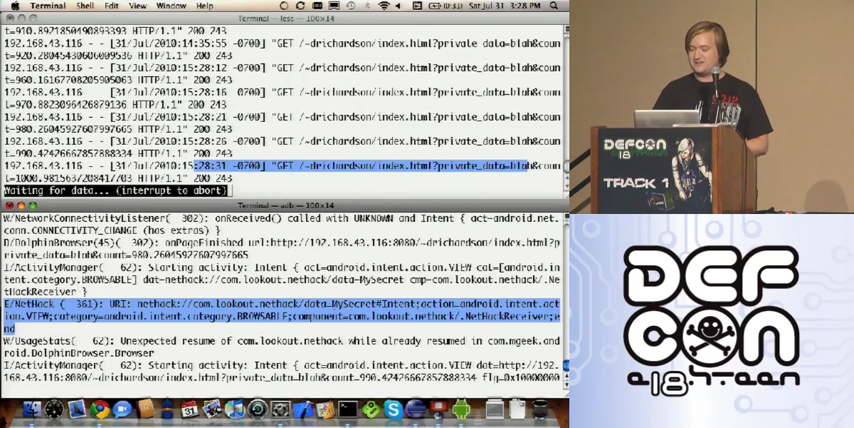 Terminal Shell Edit View Window Help
(0:31) Sat Jul 31 3:28 PM
Terminal — less — 100×14
t=910.8921850490893393 HTTP/1.1" 200 243
192.168.43.116 - - [31/Jul/2010:14:35:55 -0700] "GET /~drichardson/index.html?private_data=blah&coun
t=920.28045430606009536 HTTP/1.1" 200 243
192.168.43.116 - - [31/Jul/2010:15:28:12 -0700] "GET /~drichardson/index.html?private_data=blah&coun
t=960.1616770820590506 HTTP/1.1" 200 243
192.168.43.116 - - [31/Jul/2010:15:28:16 -0700] "GET /~drichardson/index.html?private_data=blah&coun
t=970.8823096426879136 HTTP/1.1" 200 243
192.168.43.116 - - [31/Jul/2010:15:28:21 -0700] "GET /~drichardson/index.html?private_data=blah&coun
t=980.26045927607997665 HTTP/1.1" 200 243
192.168.43.116 - - [31/Jul/2010:15:28:26 -0700] "GET /~drichardson/index.html?private_data=blah&coun
t=990.42426667857888334 HTTP/1.1" 200 243
192.168.43.116 - - [31/Jul/2010:15:28:31 -0700] "GET /~drichardson/index.html?private_data=blah&coun
t=1000.9815637208417703 HTTP/1.1" 200 243
Waiting for data... (interrupt to abort)
Terminal — adb — 100×14
W/NetworkConnectivityListener( 302): onReceived() called with UNKNOWN and Intent { act=android.net.
conn.CONNECTIVITY_CHANGE (has extras) }
D/DolphinBrowser(45)( 302): onPageFinished url:http://192.168.43.116:8080/~drichardson/index.html?p
rivate_data=blah&count=980.26045927607997665
I/ActivityManager( 62): Starting activity: Intent { act=android.intent.action.VIEW cat=[android.in
tent.category.BROWSABLE] dat=nethack://com.lookout.nethack/data=MySecret cmp=com.lookout.nethack/.Ne
tHackReceiver }
E/NetHack ( 361): URI: nethack://com.lookout.nethack/data=MySecret#Intent;action=android.intent.act
ion.VIEW;category=android.intent.category.BROWSABLE;component=com.lookout.nethack/.NetHackReceiver;e
nd
W/UsageStats( 62): Unexpected resume of com.lookout.nethack while already resumed in com.mgeek.and
roid.DolphinBrowser.Browser
I/ActivityManager( 62): Starting activity: Intent { act=android.intent.action.VIEW dat=http://192.
168.43.116:8080/~drichardson/index.html?private_data=blah&count=990.42426667857888334 flg=0x10000000
DEFCON
18
TRACK 1
DEF
CON
e18hteen